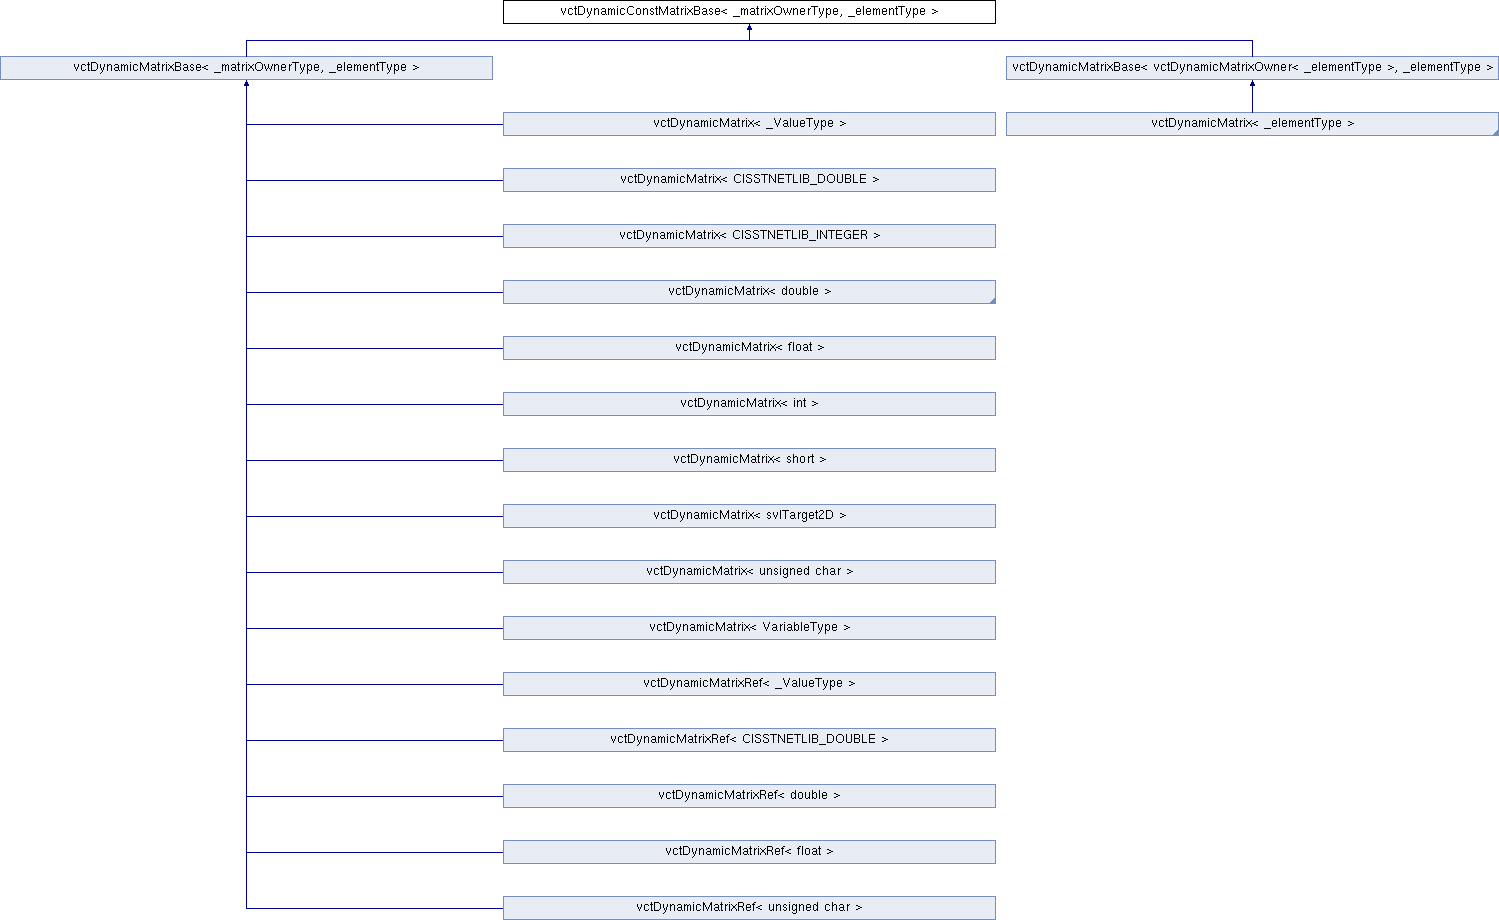 vctDynamicConstMatrixBase< _matrixOwnerType, _elementType >
vctDynamicMatrixBase< _matrixOwnerType, _elementType >
vctDynamicMatrixBase< vctDynamicMatrixOwner< _elementType >, _elementType >
vctDynamicMatrix< _ValueType >
vctDynamicMatrix< _elementType >
vctDynamicMatrix< CISSTNETLIB_DOUBLE >
vctDynamicMatrix< CISSTNETLIB_INTEGER >
vctDynamicMatrix< double >
vctDynamicMatrix< float >
vctDynamicMatrix< int >
vctDynamicMatrix< short >
vctDynamicMatrix< svlTarget2D >
vctDynamicMatrix< unsigned char >
vctDynamicMatrix< VariableType >
vctDynamicMatrixRef< _ValueType >
vctDynamicMatrixRef< CISSTNETLIB_DOUBLE >
vctDynamicMatrixRef< double >
vctDynamicMatrixRef< float >
vctDynamicMatrixRef< unsigned char >